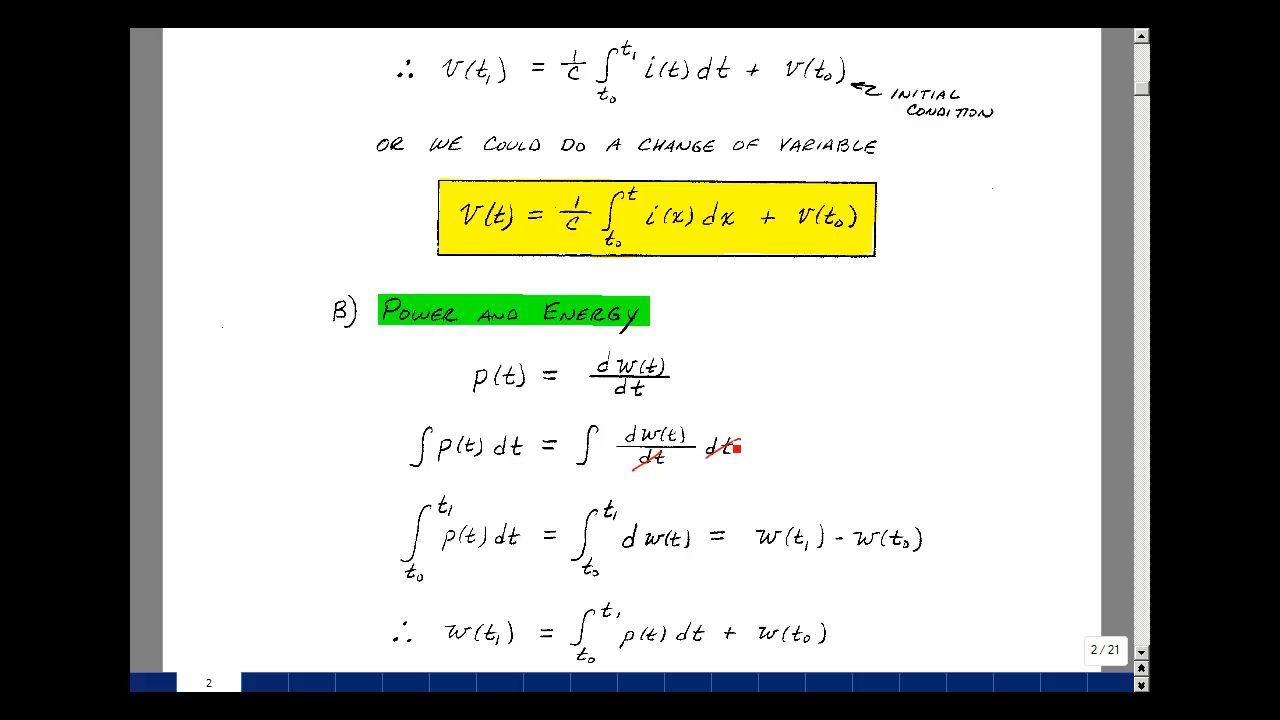 ∴ v(t₁) = 1/C ∫_{t₀}^{t₁} i(t) dt + v(t₀)
INITIAL
CONDITION
OR WE COULD DO A CHANGE OF VARIABLE
v(t) = 1/C ∫_{t₀}^{t} i(x) dx + v(t₀)
B) POWER AND ENERGY
p(t) = dw(t)/dt
∫ p(t) dt = ∫ dw(t)/dt dt
∫_{t₀}^{t₁} p(t) dt = ∫_{t₀}^{t₁} dw(t) = w(t₁) - w(t₀)
∴ w(t₁) = ∫_{t₀}^{t₁} p(t) dt + w(t₀)
2 / 21
2